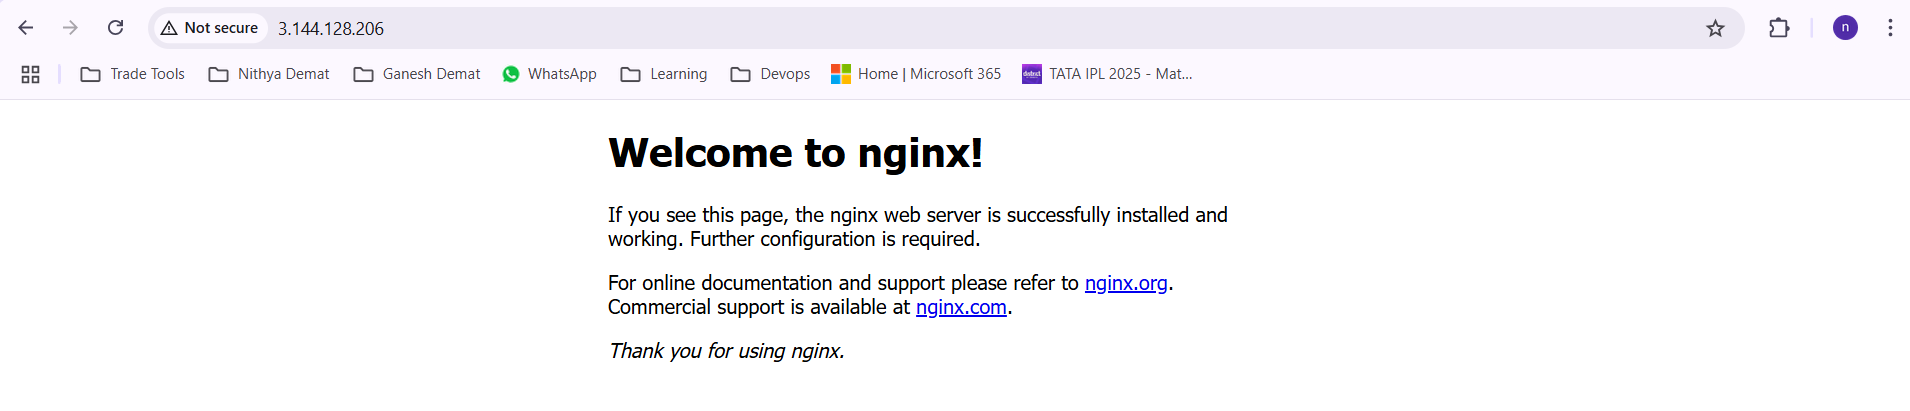 Not secure 3.144.128.206 n
Trade Tools Nithya Demat Ganesh Demat WhatsApp Learning Devops Home | Microsoft 365 district TATA IPL 2025 - Mat...
Welcome to nginx!
If you see this page, the nginx web server is successfully installed and
working. Further configuration is required.
For online documentation and support please refer to nginx.org.
Commercial support is available at nginx.com.
Thank you for using nginx.